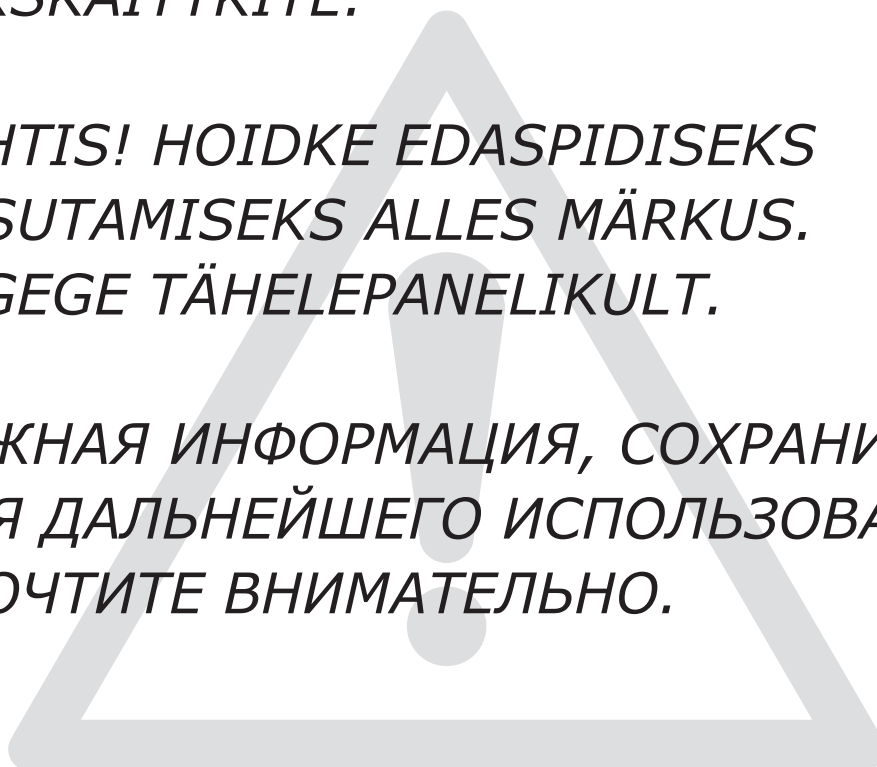 HTIS! HOIDKE EDASPIDISEKS
SUTAMISEKS ALLES MÄRKUS.
GEGE TÄHELEPANELIKULT.
ЖНАЯ ИНФОРМАЦИЯ, СОХРАНИ
Я ДАЛЬНЕЙШЕГО ИСПОЛЬЗОВА
ОЧТИТЕ ВНИМАТЕЛЬНО.